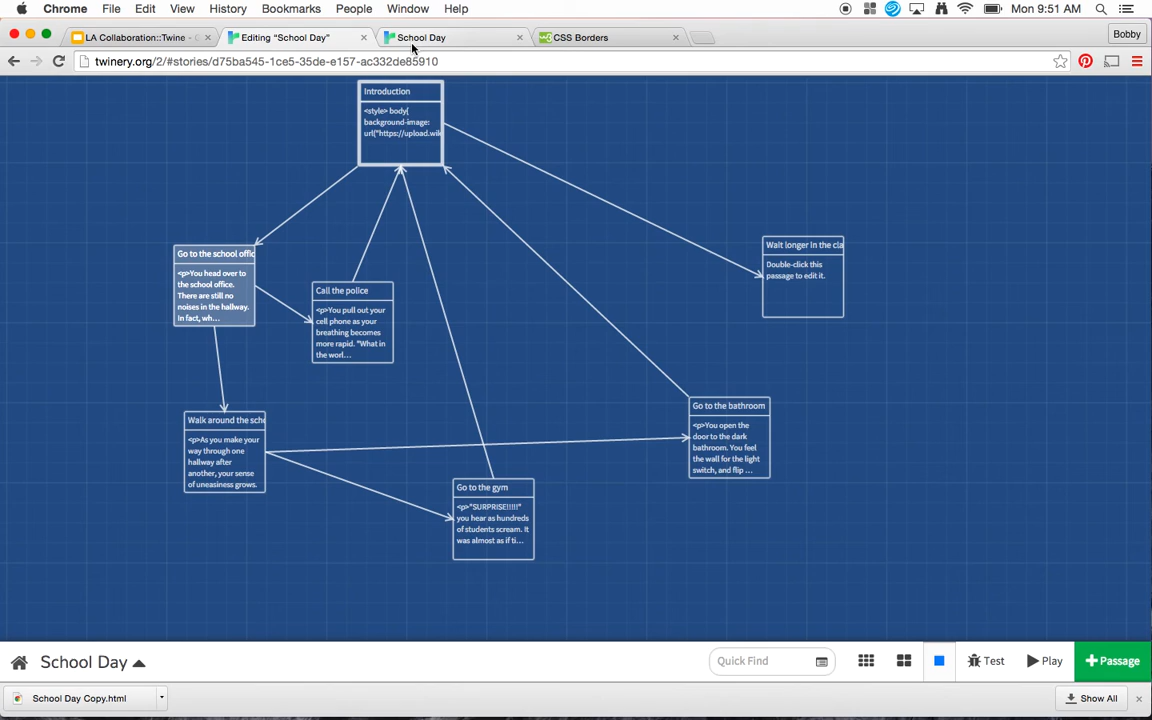 Chrome File Edit View History Bookmarks People Window Help Mon 9:51 AM
LA Collaboration::Twine - Editing “School Day” School Day CSS Borders Bobby
twinery.org/2/#stories/d75ba545-1ce5-35de-e157-ac332de85910
Introduction
<style> body{
background-image:
url("https://upload.wik
Go to the school offic
<p>You head over to
the school office.
There are still no
noises in the hallway.
In fact, wh...
Call the police
<p>You pull out your
cell phone as your
breathing becomes
more rapid. "What in
the worl...
Wait longer in the cla
Double-click this
passage to edit it.
Walk around the scho
<p>As you make your
way through one
hallway after
another, your sense
of uneasiness grows.
Go to the bathroom
<p>You open the
door to the dark
bathroom. You feel
the wall for the light
switch, and flip ...
Go to the gym
<p>"SURPRISE!!!!!"
you hear as hundreds
of students scream. It
was almost as if ti...
School Day Quick Find Test Play +Passage
School Day Copy.html Show All